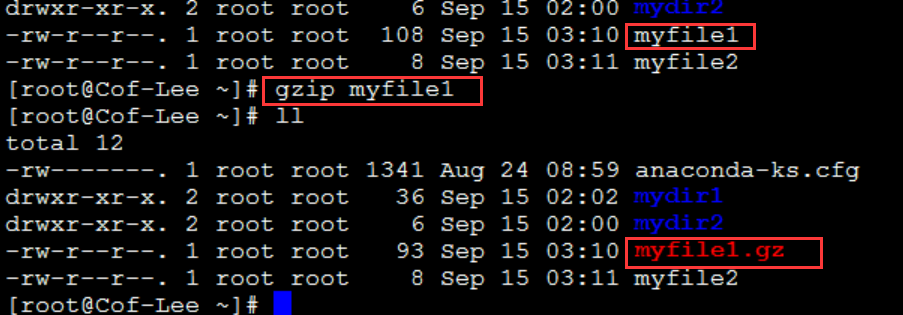 drwxr-xr-x. 2 root root    6 Sep 15 02:00 mydir2
-rw-r--r--. 1 root root  108 Sep 15 03:10 myfile1
-rw-r--r--. 1 root root    8 Sep 15 03:11 myfile2
[root@Cof-Lee ~]# gzip myfile1
[root@Cof-Lee ~]# ll
total 12
-rw-------. 1 root root 1341 Aug 24 08:59 anaconda-ks.cfg
drwxr-xr-x. 2 root root   36 Sep 15 02:02 mydir1
drwxr-xr-x. 2 root root    6 Sep 15 02:00 mydir2
-rw-r--r--. 1 root root   93 Sep 15 03:10 myfile1.gz
-rw-r--r--. 1 root root    8 Sep 15 03:11 myfile2
[root@Cof-Lee ~]#